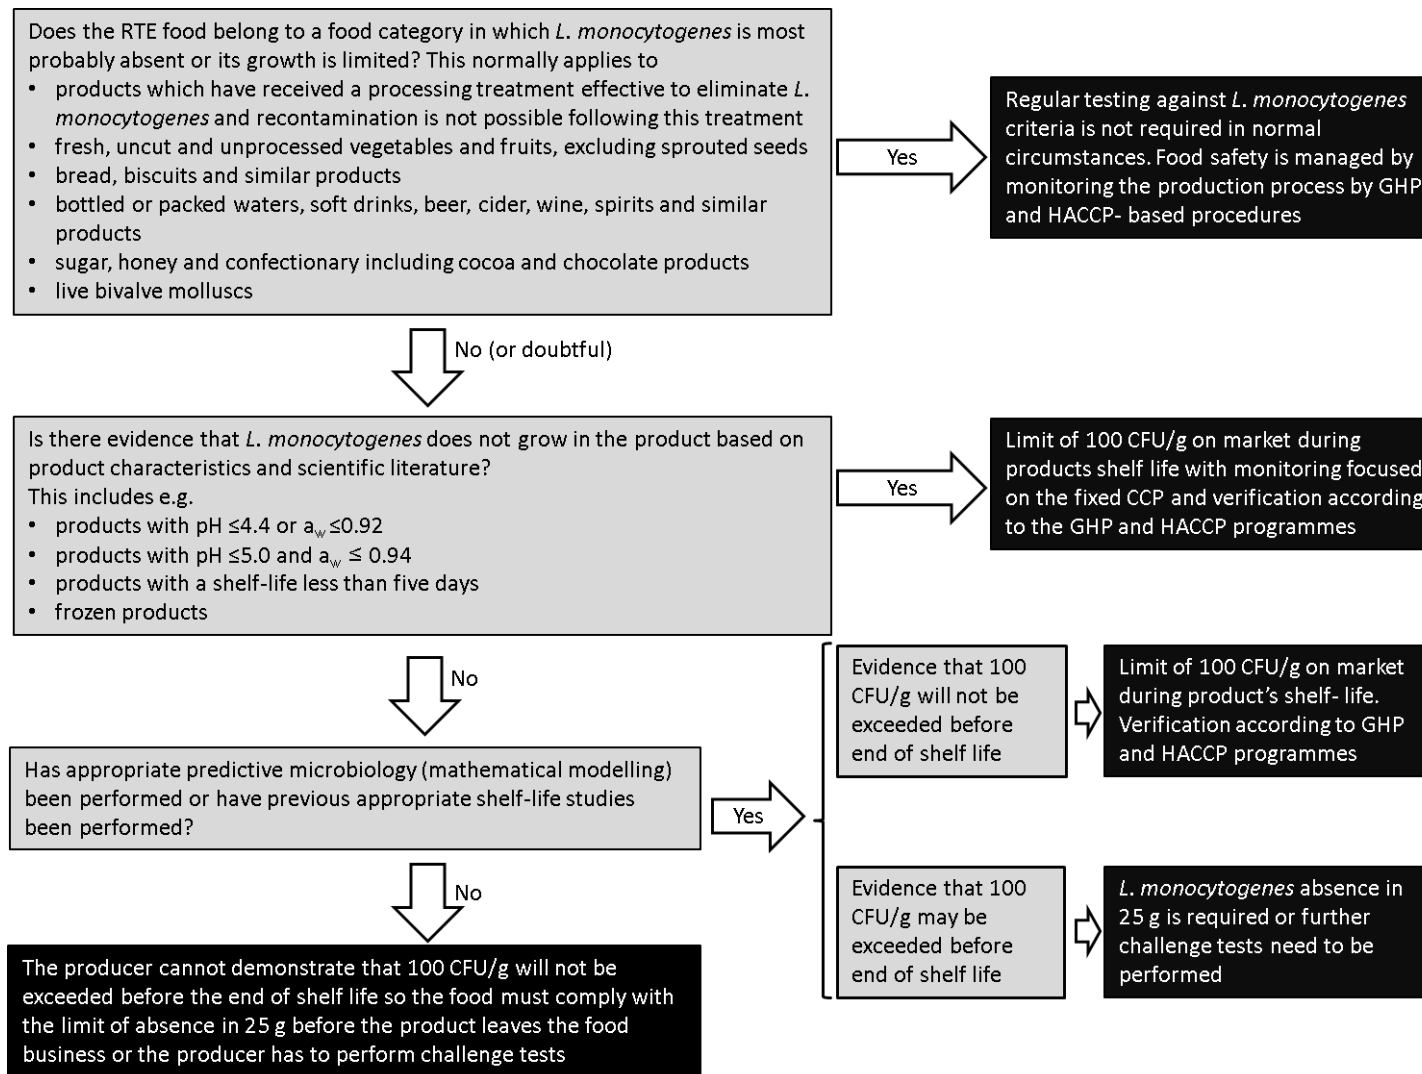 Does the RTE food belong to a food category in which L. monocytogenes is most
probably absent or its growth is limited? This normally applies to
• products which have received a processing treatment effective to eliminate L.
monocytogenes and recontamination is not possible following this treatment
• fresh, uncut and unprocessed vegetables and fruits, excluding sprouted seeds
• bread, biscuits and similar products
• bottled or packed waters, soft drinks, beer, cider, wine, spirits and similar
products
• sugar, honey and confectionary including cocoa and chocolate products
• live bivalve molluscs
Yes
Regular testing against L. monocytogenes
criteria is not required in normal
circumstances. Food safety is managed by
monitoring the production process by GHP
and HACCP- based procedures
No (or doubtful)
Is there evidence that L. monocytogenes does not grow in the product based on
product characteristics and scientific literature?
This includes e.g.
• products with pH ≤4.4 or aw ≤0.92
• products with pH ≤5.0 and aw ≤ 0.94
• products with a shelf-life less than five days
• frozen products
Yes
Limit of 100 CFU/g on market during
products shelf life with monitoring focused
on the fixed CCP and verification according
to the GHP and HACCP programmes
No
Has appropriate predictive microbiology (mathematical modelling)
been performed or have previous appropriate shelf-life studies
been performed?
Yes
Evidence that 100
CFU/g will not be
exceeded before
end of shelf life
Limit of 100 CFU/g on market
during product's shelf- life.
Verification according to GHP
and HACCP programmes
Evidence that 100
CFU/g may be
exceeded before
end of shelf life
L. monocytogenes absence in
25 g is required or further
challenge tests need to be
performed
No
The producer cannot demonstrate that 100 CFU/g will not be
exceeded before the end of shelf life so the food must comply with
the limit of absence in 25 g before the product leaves the food
business or the producer has to perform challenge tests